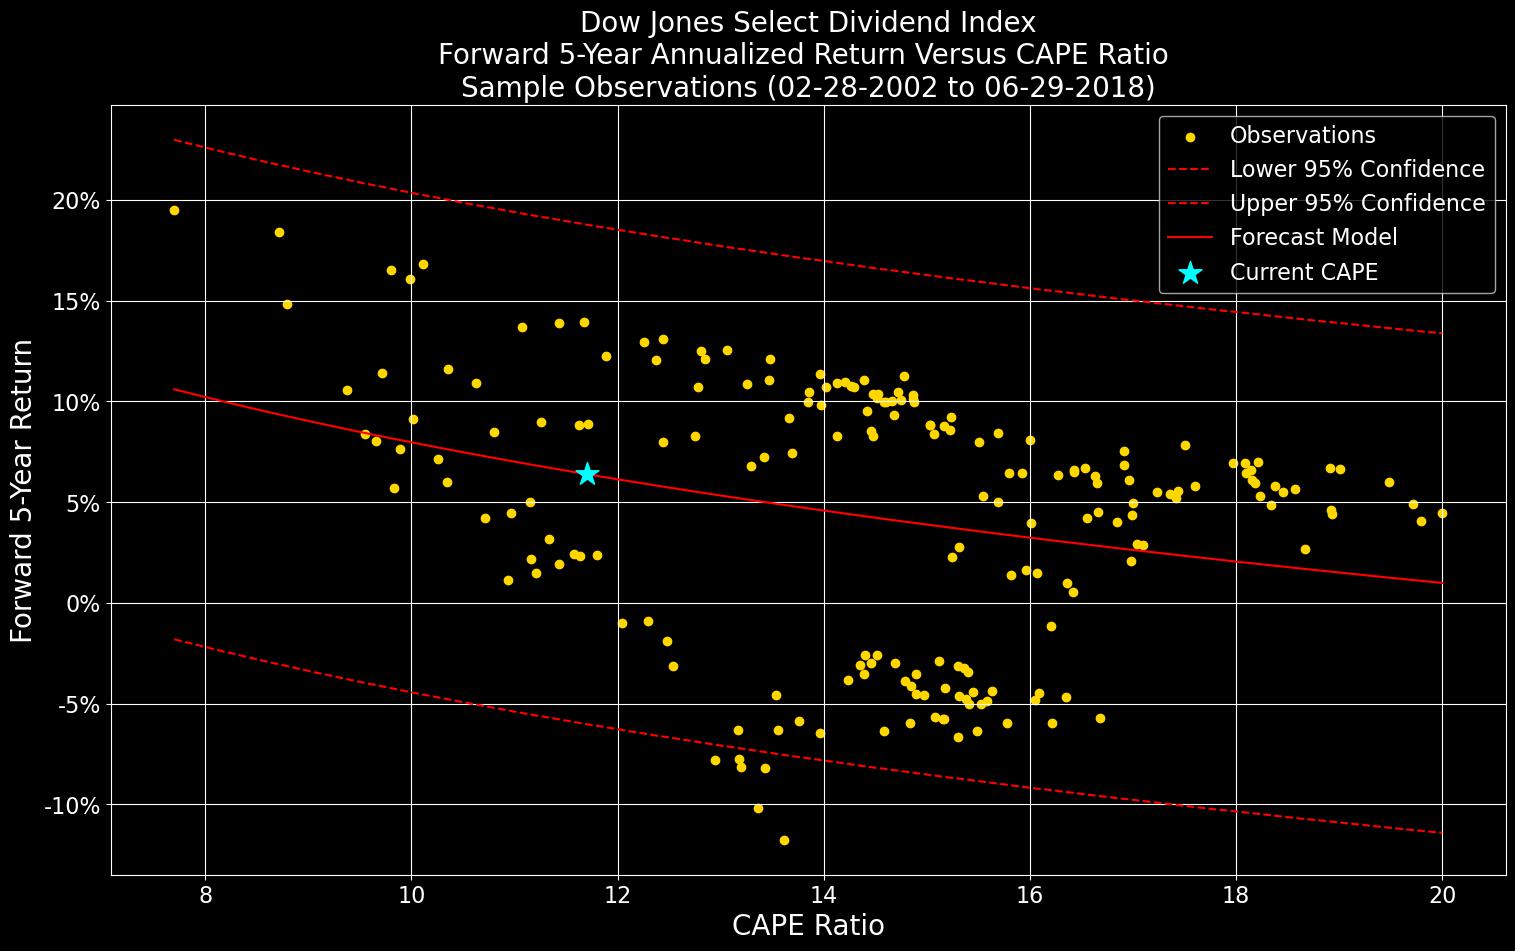 Dow Jones Select Dividend Index
Forward 5-Year Annualized Return Versus CAPE Ratio
Sample Observations (02-28-2002 to 06-29-2018)
Observations
Lower 95% Confidence
Upper 95% Confidence
Forecast Model
Current CAPE
Forward 5-Year Return
20%
15%
10%
5%
0%
-5%
-10%
8 10 12 14 16 18 20
CAPE Ratio